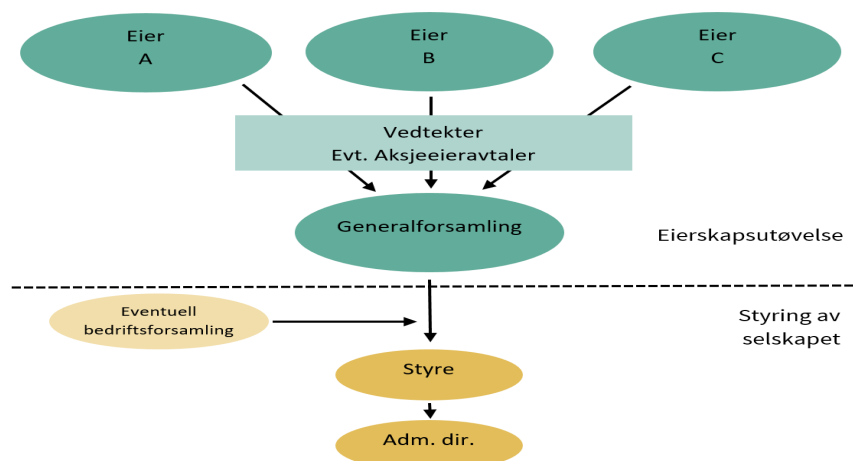 Eier
A
Eier
B
Eier
C
Vedtekter
Evt. Aksjeeieravtaler
Generalforsamling
Eierskapsutøvelse
Eventuell
bedriftsforsamling
Styring av
selskapet
Styre
Adm. dir.